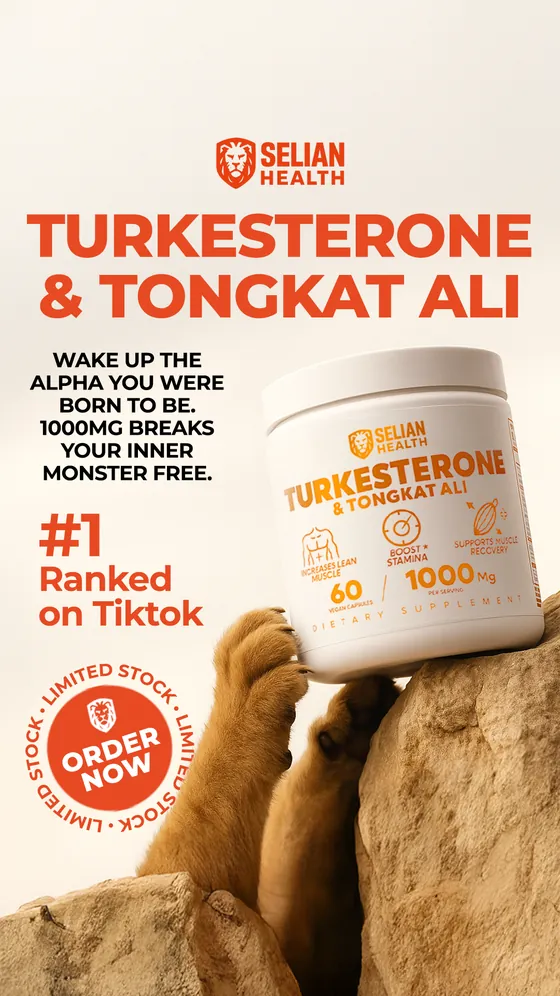 SELIAN
HEALTH
TURKESTERONE
& TONGKAT ALI
WAKE UP THE
ALPHA YOU WERE
BORN TO BE.
1000MG BREAKS
YOUR INNER
MONSTER FREE.
#1
Ranked
on Tiktok
LIMITED STOCK • LIMITED STOCK • LIMITED STOCK •
ORDER
NOW
SELIAN
HEALTH
TURKESTERONE
& TONGKAT ALI
INCREASES LEAN
MUSCLE
BOOST*
STAMINA
SUPPORTS MUSCLE
RECOVERY
60
VEGAN CAPSULES
/
1000Mg
PER SERVING
DIETARY SUPPLEMENT